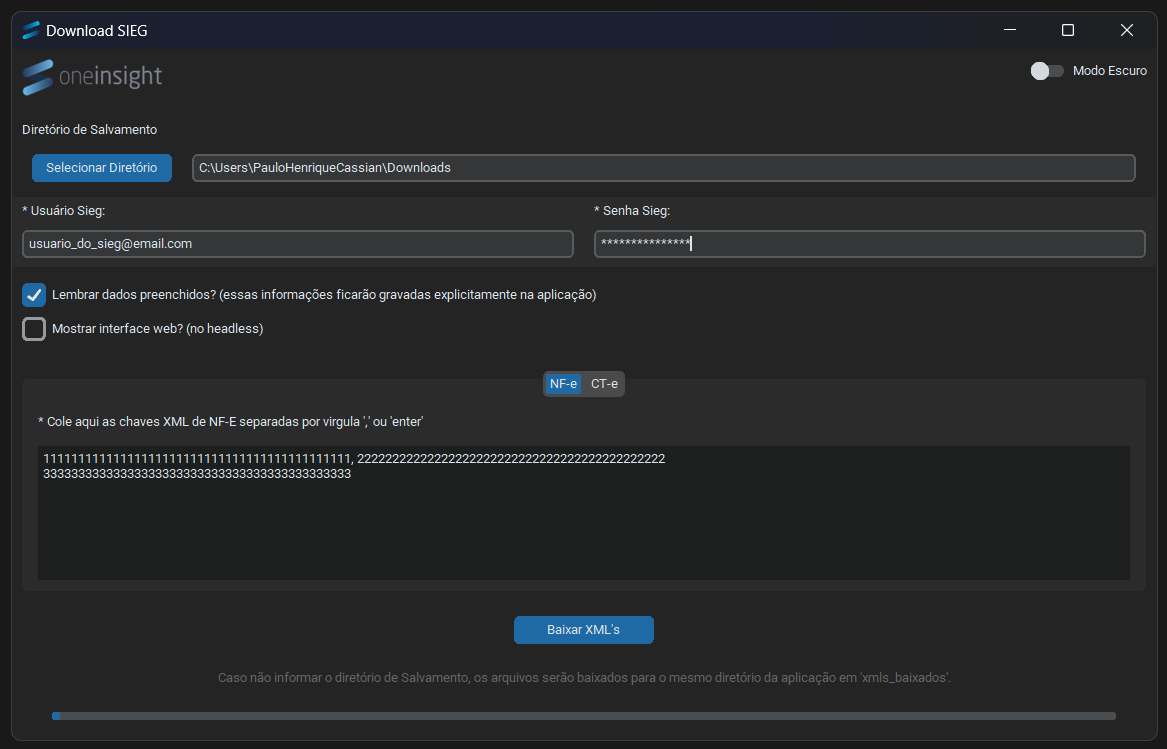 Download SIEG
oneinsight
Modo Escuro
Diretório de Salvamento
Selecionar Diretório
C:\Users\PauloHenriqueCassian\Downloads
* Usuário Sieg:
* Senha Sieg:
usuario_do_sieg@email.com
***************
Lembrar dados preenchidos? (essas informações ficarão gravadas explicitamente na aplicação)
Mostrar interface web? (no headless)
NF-e
CT-e
* Cole aqui as chaves XML de NF-E separadas por virgula ',' ou 'enter'
11111111111111111111111111111111111111111111, 22222222222222222222222222222222222222222222
33333333333333333333333333333333333333333333
Baixar XML's
Caso não informar o diretório de Salvamento, os arquivos serão baixados para o mesmo diretório da aplicação em 'xmls_baixados'.